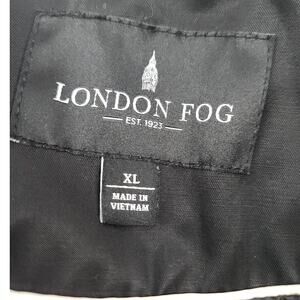 LONDON FOG
EST. 1923
XL
MADE IN
VIETNAM